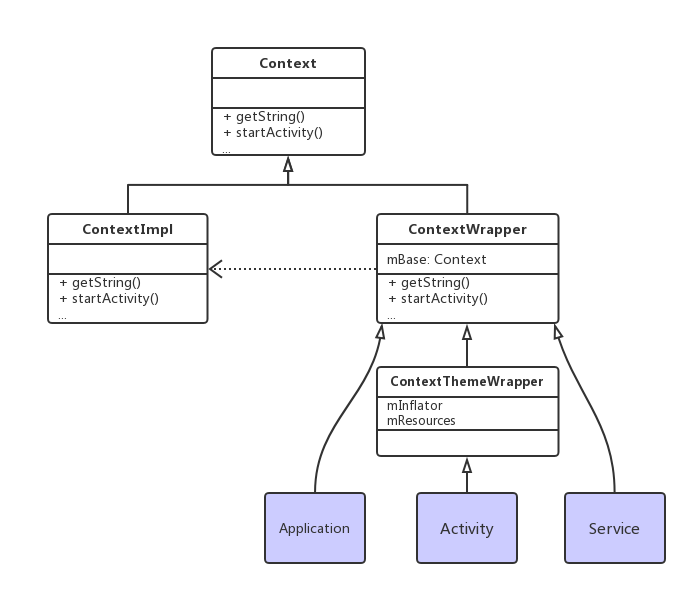 Context
+ getString()
+ startActivity()
...
ContextImpl
+ getString()
+ startActivity()
...
ContextWrapper
mBase: Context
+ getString()
+ startActivity()
...
ContextThemeWrapper
mInflator
mResources
Application
Activity
Service